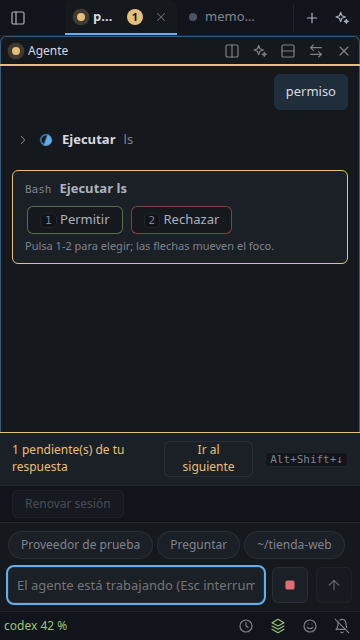 p... 1 memo...
Agente
permiso
Ejecutar ls
Bash Ejecutar ls
1 Permitir 2 Rechazar
Pulsa 1-2 para elegir; las flechas mueven el foco.
1 pendiente(s) de tu
respuesta
Ir al
siguiente
Alt+Shift+↓
Renovar sesión
Proveedor de prueba Preguntar ~/tienda-web
El agente está trabajando (Esc interrum
codex 42 %